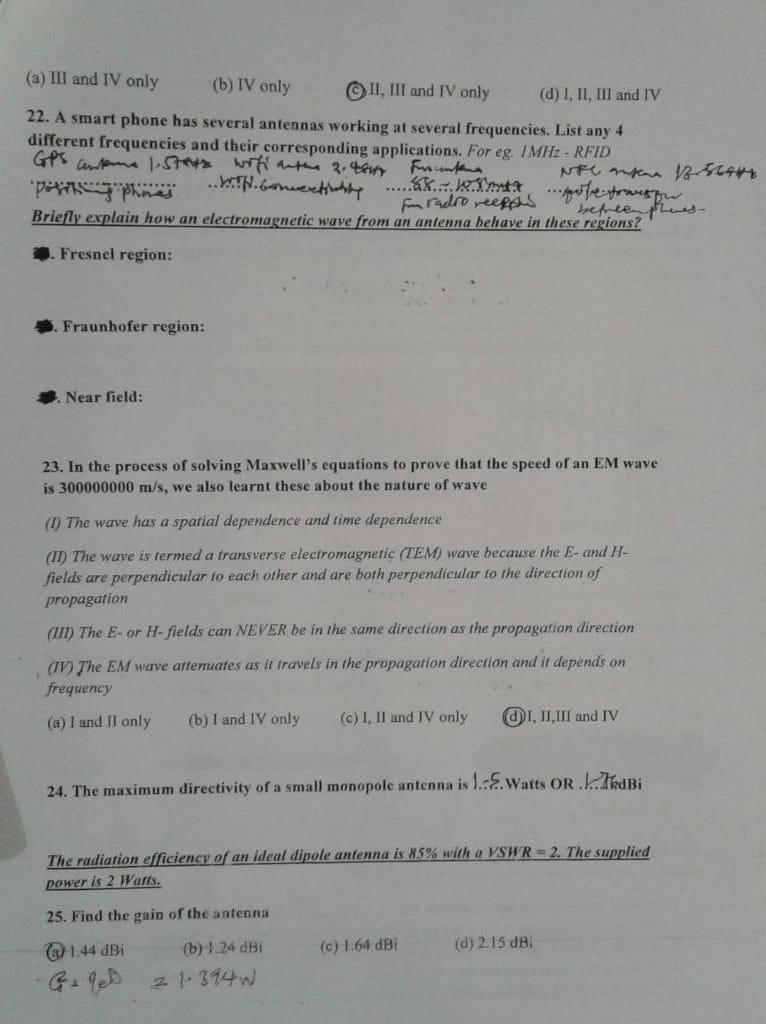 (a) III and IV only (b) IV only (c) II, III and IV only (d) I, II, III and IV
22. A smart phone has several antennas working at several frequencies. List any 4
different frequencies and their corresponding applications. For eg. 1MHz - RFID
GPS antenna wifi antenna NFC antenna
positioning phones WIFI connectivity
FM radio between phones
Briefly explain how an electromagnetic wave from an antenna behave in these regions?
. Fresnel region:
. Fraunhofer region:
. Near field:
23. In the process of solving Maxwell's equations to prove that the speed of an EM wave
is 300000000 m/s, we also learnt these about the nature of wave
(I) The wave has a spatial dependence and time dependence
(II) The wave is termed a transverse electromagnetic (TEM) wave because the E- and H-
fields are perpendicular to each other and are both perpendicular to the direction of
propagation
(III) The E- or H- fields can NEVER be in the same direction as the propagation direction
(IV) The EM wave attenuates as it travels in the propagation direction and it depends on
frequency
(a) I and II only (b) I and IV only (c) I, II and IV only (d) I, II,III and IV
24. The maximum directivity of a small monopole antenna is 1.5 Watts OR dBi
The radiation efficiency of an ideal dipole antenna is 85% with a VSWR = 2. The supplied
power is 2 Watts.
25. Find the gain of the antenna
(a) 1.44 dBi (b) 1.24 dBi (c) 1.64 dBi (d) 2.15 dBi
= 1.394W